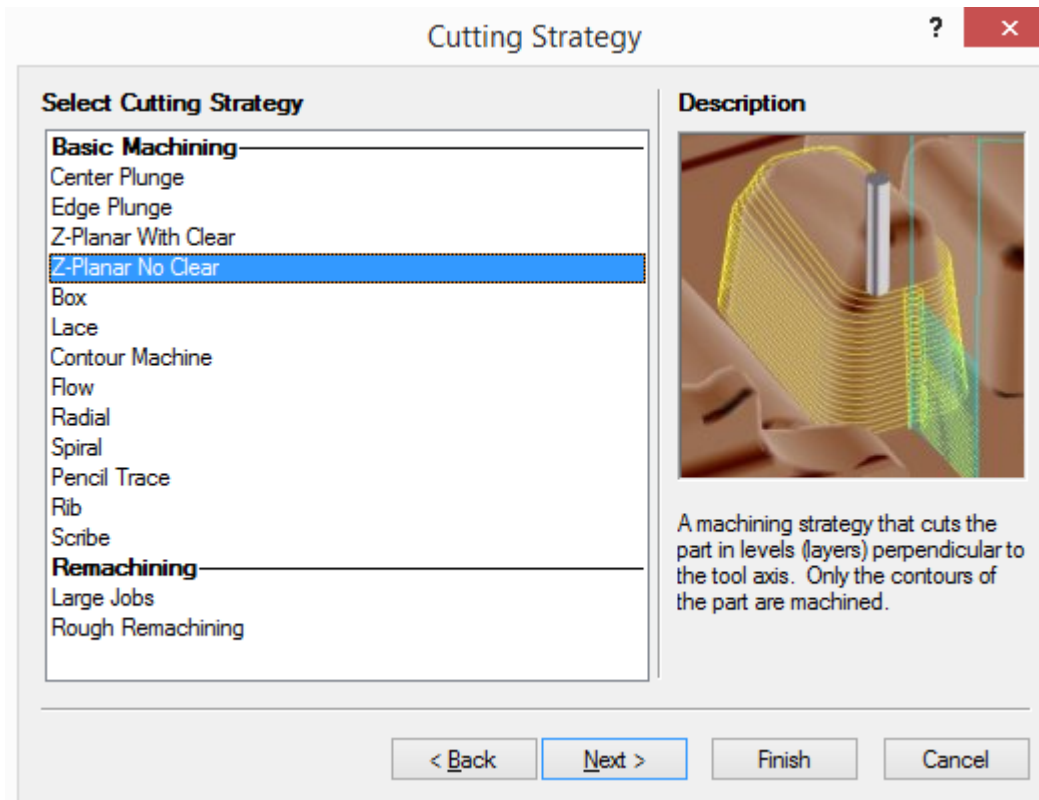 Cutting Strategy
?
×
Select Cutting Strategy
Basic Machining
Center Plunge
Edge Plunge
Z-Planar With Clear
Z-Planar No Clear
Box
Lace
Contour Machine
Flow
Radial
Spiral
Pencil Trace
Rib
Scribe
Remachining
Large Jobs
Rough Remachining
Description
A machining strategy that cuts the
part in levels (layers) perpendicular to
the tool axis.  Only the contours of
the part are machined.
< Back
Next >
Finish
Cancel